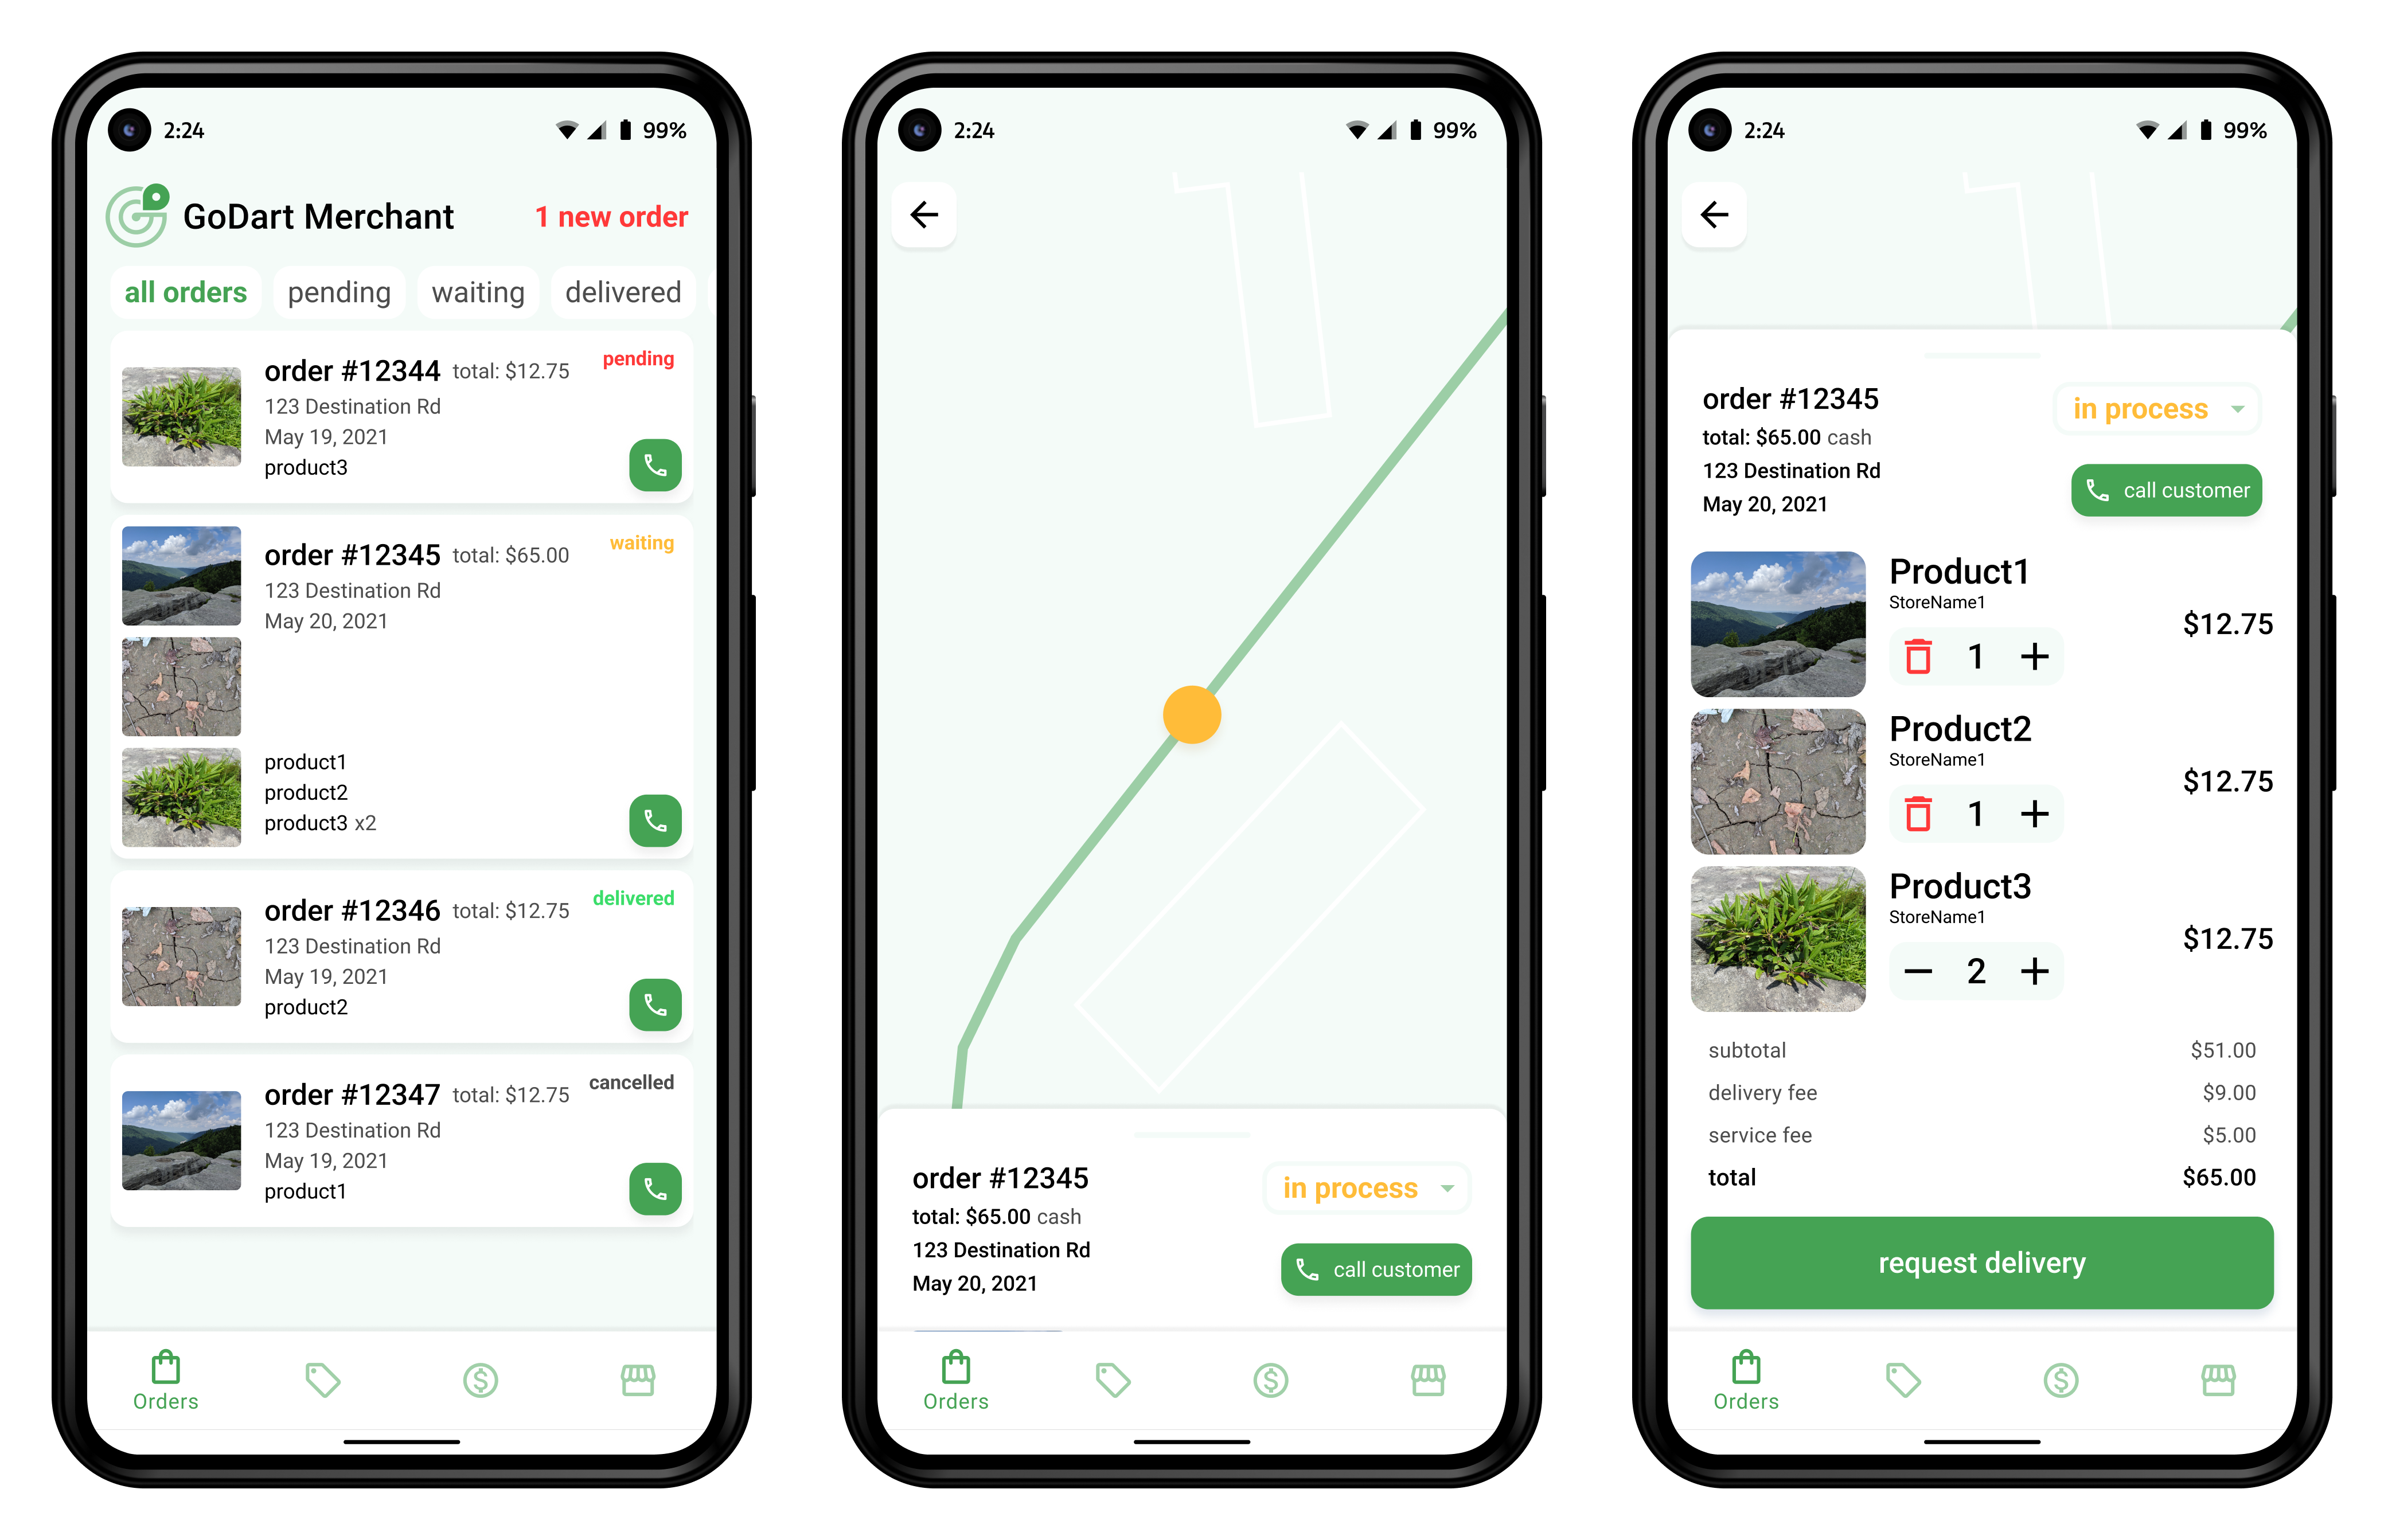 2:24
99%
GoDart Merchant
1 new order
all orders
pending
waiting
delivered
order #12344 total: $12.75
pending
123 Destination Rd
May 19, 2021
product3
order #12345 total: $65.00
waiting
123 Destination Rd
May 20, 2021
product1
product2
product3 x2
order #12346 total: $12.75
delivered
123 Destination Rd
May 19, 2021
product2
order #12347 total: $12.75
cancelled
123 Destination Rd
May 19, 2021
product1
Orders
2:24
99%
order #12345
in process
total: $65.00 cash
123 Destination Rd
May 20, 2021
call customer
Orders
2:24
99%
order #12345
in process
total: $65.00 cash
123 Destination Rd
May 20, 2021
call customer
Product1
StoreName1
1
$12.75
Product2
StoreName1
1
$12.75
Product3
StoreName1
2
$12.75
subtotal $51.00
delivery fee $9.00
service fee $5.00
total $65.00
request delivery
Orders